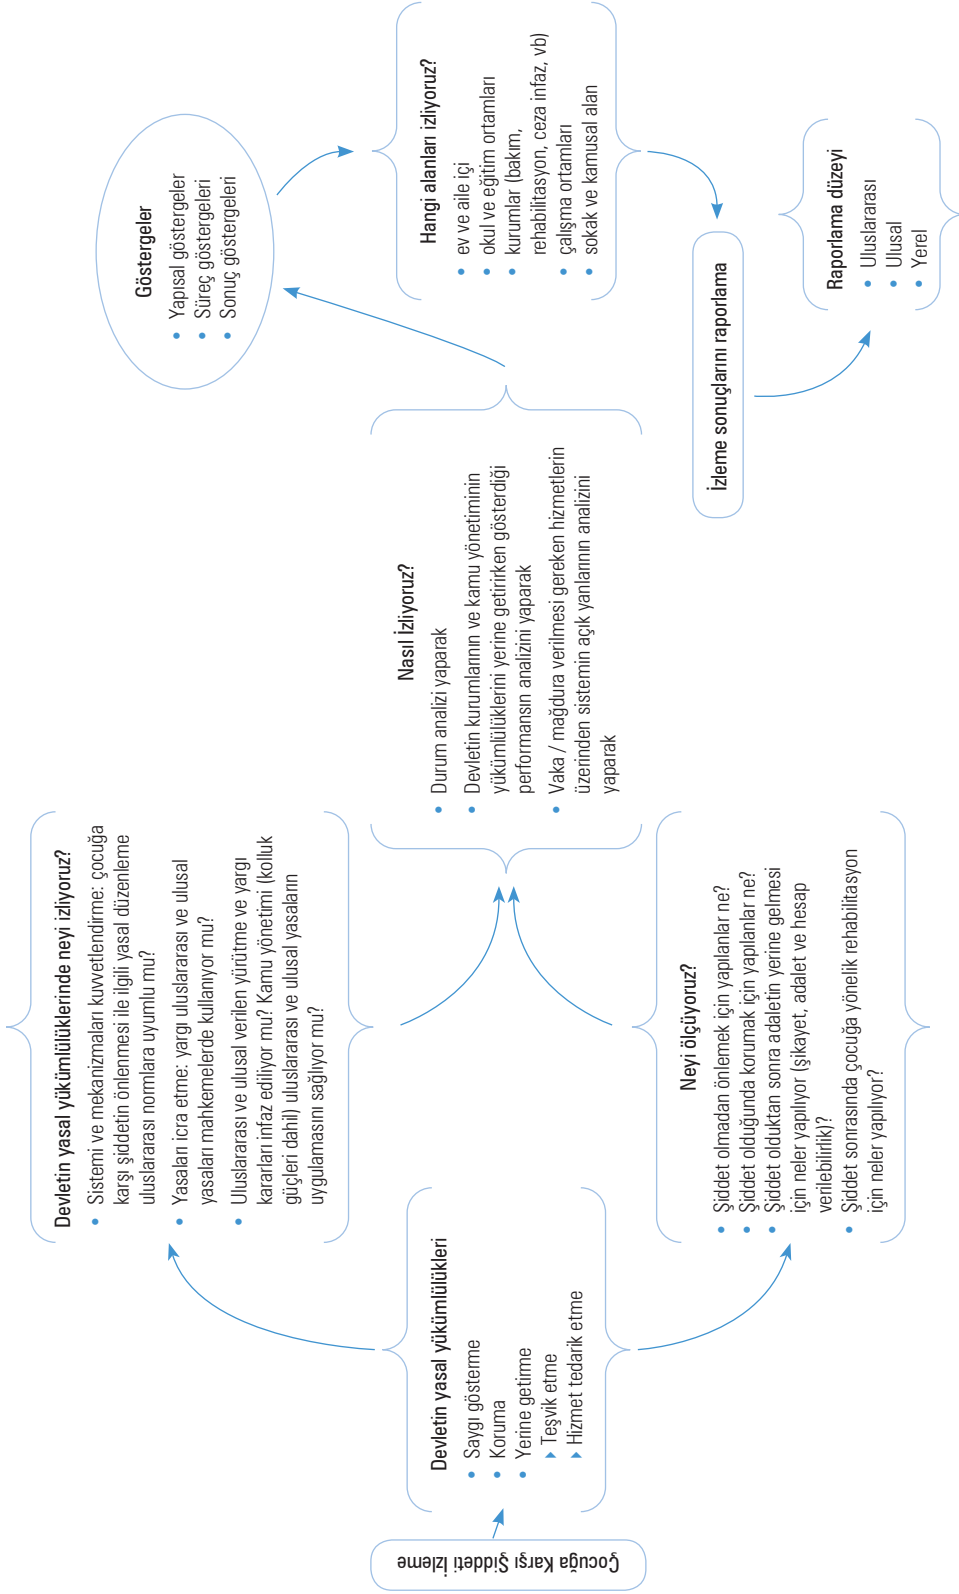 Çocuğa Karşı Şiddeti İzleme
Devletin yasal yükümlülükleri
• Saygı gösterme
• Koruma
• Yerine getirme
▸ Teşvik etme
▸ Hizmet tedarik etme
Devletin yasal yükümlülüklerinde neyi izliyoruz?
• Sistemi ve mekanizmaları kuvvetlendirme: çocuğa
karşı şiddetin önlenmesi ile ilgili yasal düzenleme
uluslararası normlara uyumlu mu?
• Yasaları icra etme: yargı uluslararası ve ulusal
yasaları mahkemelerde kullanıyor mu?
• Uluslararası ve ulusal verilen yürütme ve yargı
kararları infaz ediliyor mu? Kamu yönetimi (kolluk
güçleri dahil) uluslararası ve ulusal yasaların
uygulamasını sağlıyor mu?
Neyi ölçüyoruz?
• Şiddet olmadan önlemek için yapılanlar ne?
• Şiddet olduğunda korumak için yapılanlar ne?
• Şiddet olduktan sonra adaletin yerine gelmesi
için neler yapılıyor (şikayet, adalet ve hesap
verilebilirlik)?
• Şiddet sonrasında çocuğa yönelik rehabilitasyon
için neler yapılıyor?
Nasıl İzliyoruz?
• Durum analizi yaparak
• Devletin kurumlarının ve kamu yönetiminin
yükümlülüklerini yerine getirirken gösterdiği
performansın analizini yaparak
• Vaka / mağdura verilmesi gereken hizmetlerin
üzerinden sistemin açık yanlarının analizini
yaparak
Göstergeler
• Yapısal göstergeler
• Süreç göstergeleri
• Sonuç göstergeleri
Hangi alanları izliyoruz?
• ev ve aile içi
• okul ve eğitim ortamları
• kurumlar (bakım,
rehabilitasyon, ceza infaz, vb)
• çalışma ortamları
• sokak ve kamusal alan
İzleme sonuçlarını raporlama
Raporlama düzeyi
• Uluslararası
• Ulusal
• Yerel